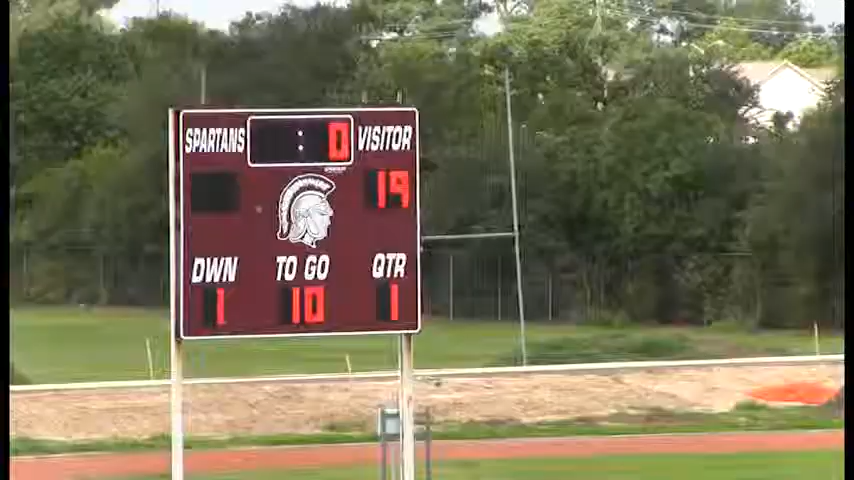 SPARTANS :0 VISITOR
19
DWN TO GO QTR
1 10 1